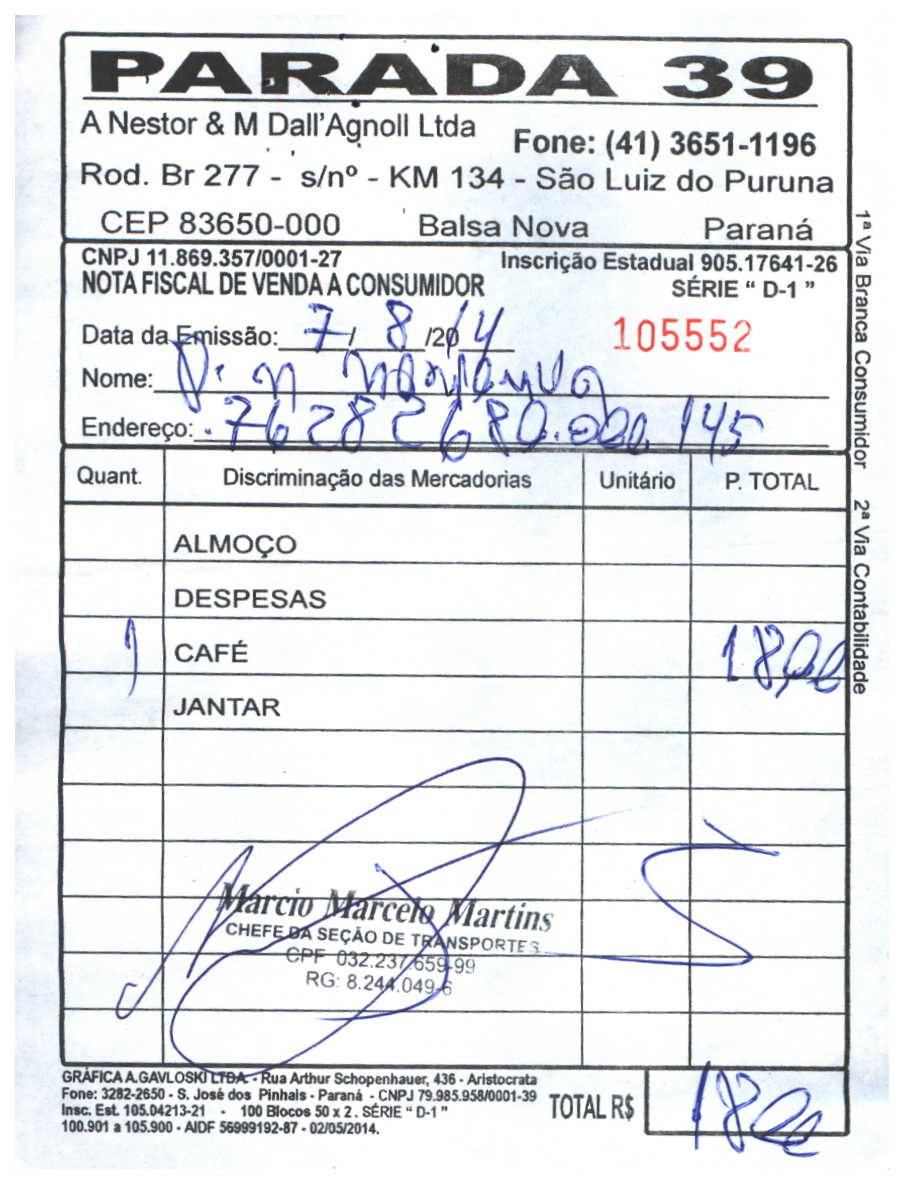 PARADA 39
A Nestor & M Dall'Agnoll Ltda Fone: (41) 3651-1196
Rod. Br 277 - s/nº - KM 134 - São Luiz do Puruna
CEP 83650-000 Balsa Nova Paraná
CNPJ 11.869.357/0001-27 Inscrição Estadual 905.17641-26
NOTA FISCAL DE VENDA A CONSUMIDOR SÉRIE “ D-1 ”
Data da Emissão: 7/ 8 /2014 105552
Nome:
Endereço: 76282680.000.145
Quant. Discriminação das Mercadorias Unitário P. TOTAL
ALMOÇO
DESPESAS
1 CAFÉ 18,00
JANTAR
Marcio Marcelo Martins
CHEFE DA SEÇÃO DE TRANSPORTES
CPF 032.237.659-99
RG: 8.244.049-6
GRÁFICA A.GAVLOSKI LTDA. - Rua Arthur Schopenhauer, 436 - Aristocrata
Fone: 3282-2650 - S. José dos Pinhais - Paraná - CNPJ 79.985.958/0001-39
Insc. Est. 105.04213-21 - 100 Blocos 50 x 2 . SÉRIE “ D-1 ”
100.901 a 105.900 - AIDF 56999192-87 - 02/05/2014.
TOTAL R$ 1800
1ª Via Branca Consumidor 2ª Via Contabilidade